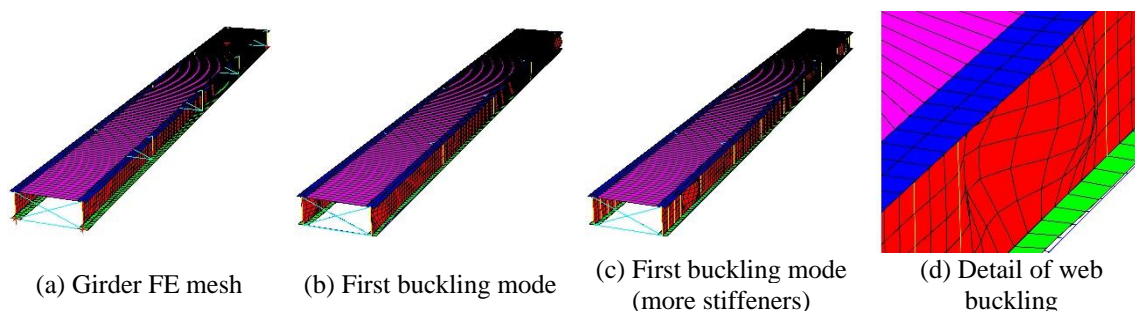 (a) Girder FE mesh
(b) First buckling mode
(c) First buckling mode
(more stiffeners)
(d) Detail of web
buckling